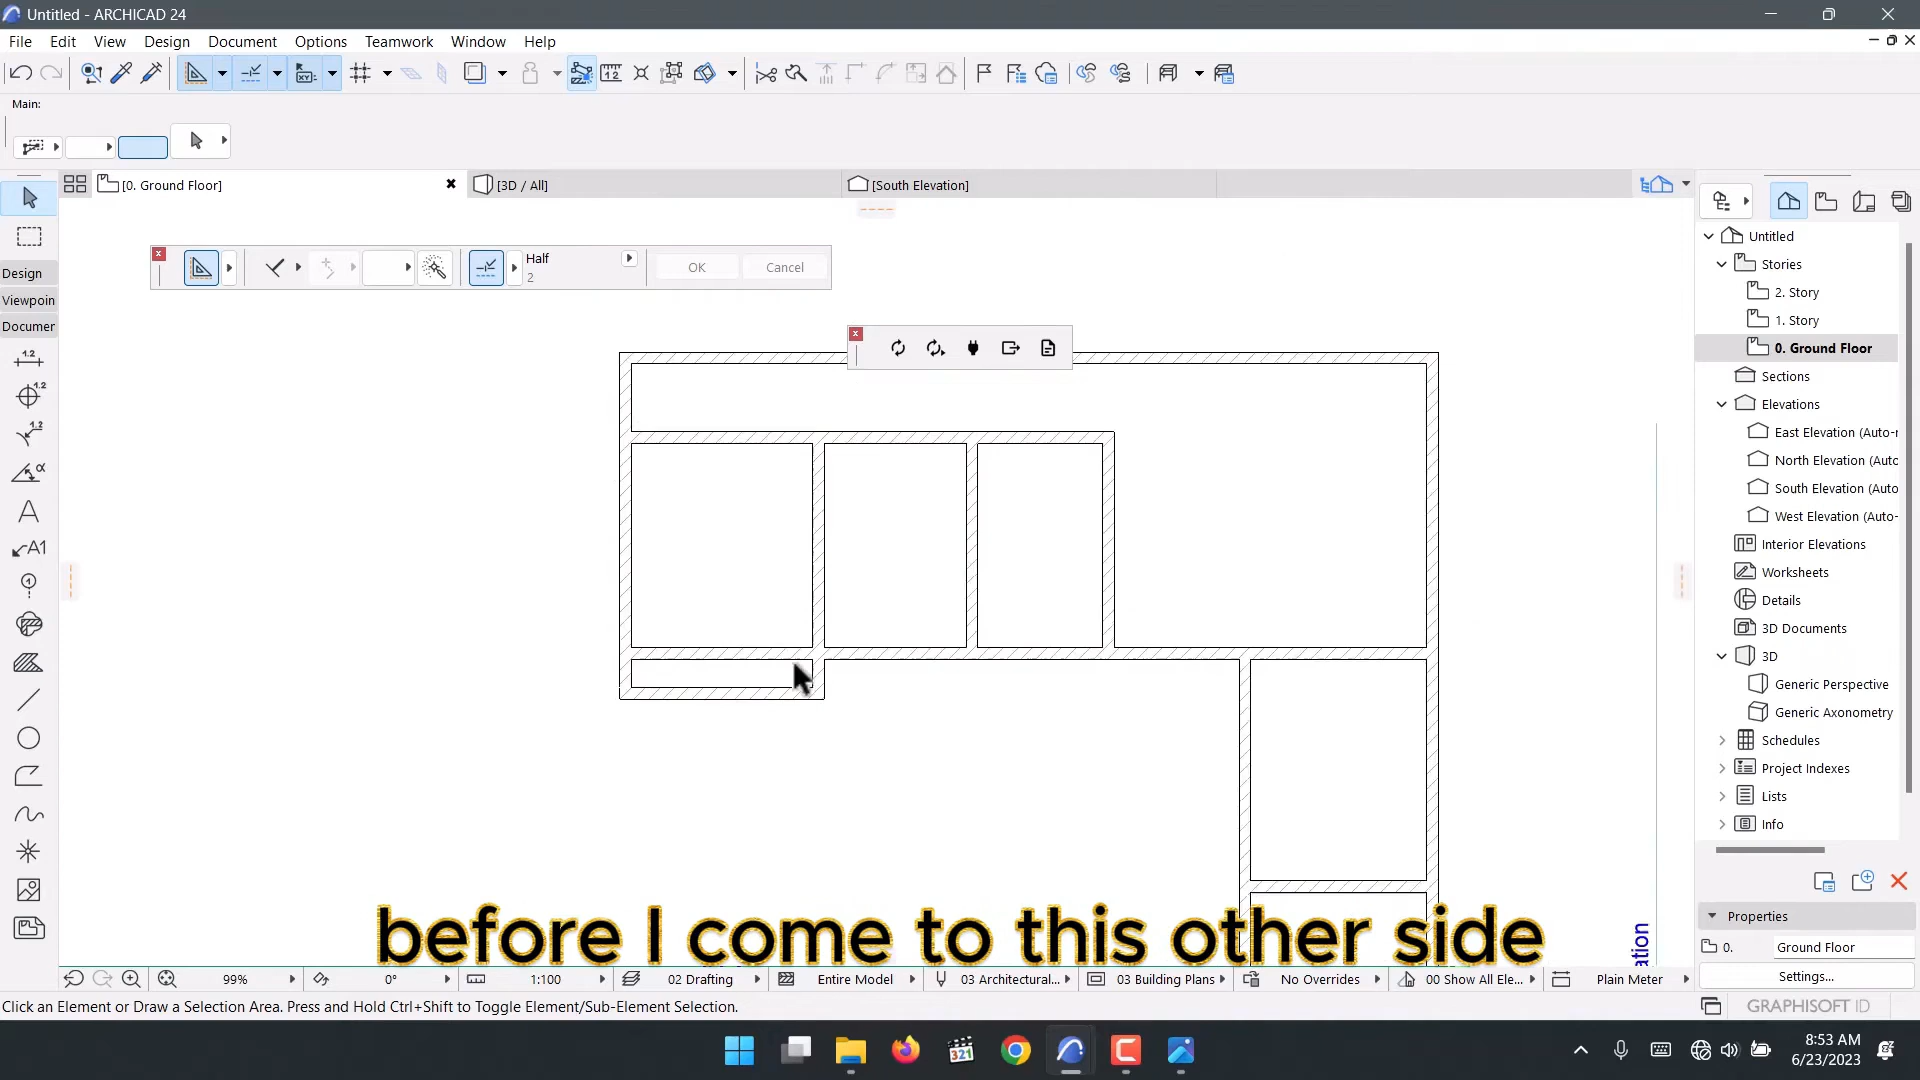 Untitled - ARCHICAD 24
File Edit View Design Document Options Teamwork Window Help
Main:
[0. Ground Floor]
[3D / All]
[South Elevation]
Half
2
OK
Cancel
Design
Viewpoin
Documen
Untitled
Stories
2. Story
1. Story
0. Ground Floor
Sections
Elevations
East Elevation (Auto-r
North Elevation (Auto
South Elevation (Auto
West Elevation (Auto-
Interior Elevations
Worksheets
Details
3D Documents
3D
Generic Perspective
Generic Axonometry
Schedules
Project Indexes
Lists
Info
Properties
0. Ground Floor
Settings...
before I come to this other side
99%
0°
1:100
02 Drafting
Entire Model
03 Architectural...
03 Building Plans
No Overrides
00 Show All Ele...
Plain Meter
Click an Element or Draw a Selection Area. Press and Hold Ctrl+Shift to Toggle Element/Sub-Element Selection.
GRAPHISOFT ID
8:53 AM
6/23/2023